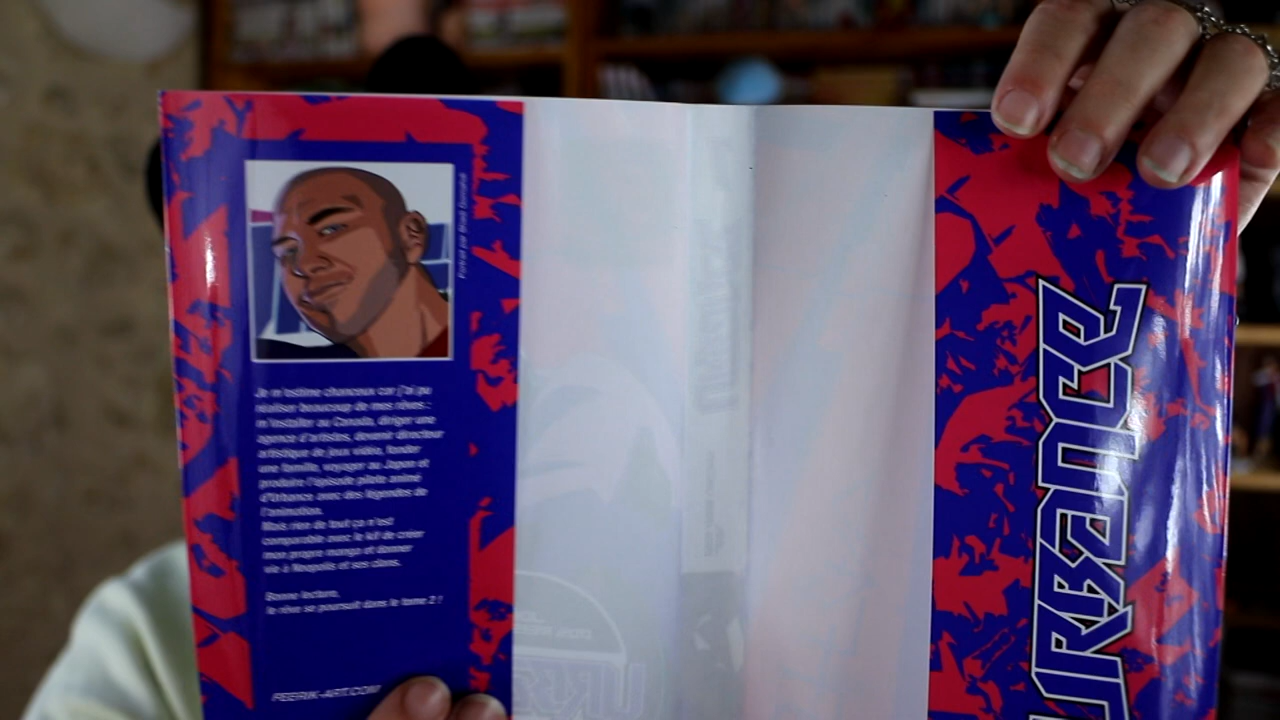 Je m'estime chanceux car j'ai pu
réaliser beaucoup de mes rêves :
m'installer au Canada, diriger une
agence d'artistes, devenir directeur
artistique de jeux vidéo, fonder
une famille, voyager au Japon et
produire l'épisode pilote animé
d'Urbance avec des légendes de
l'animation.
Mais rien de tout ça n'est
comparable avec le kif de créer
mon propre manga et donner
vie à Neopolis et ses clans.
Bonne lecture,
le rêve se poursuit dans le tome 2 !
FEERIK-ART.COM
URBANCE